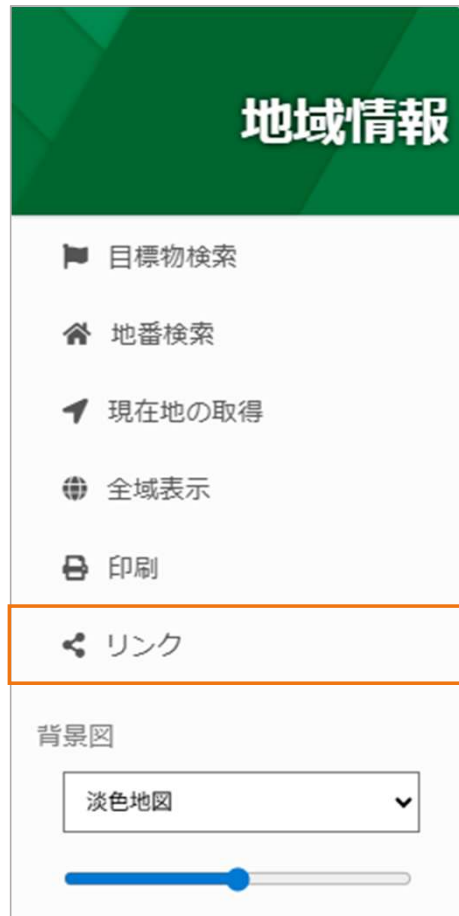 地域情報
目標物検索
地番検索
現在地の取得
全域表示
印刷
リンク
背景図
淡色地図